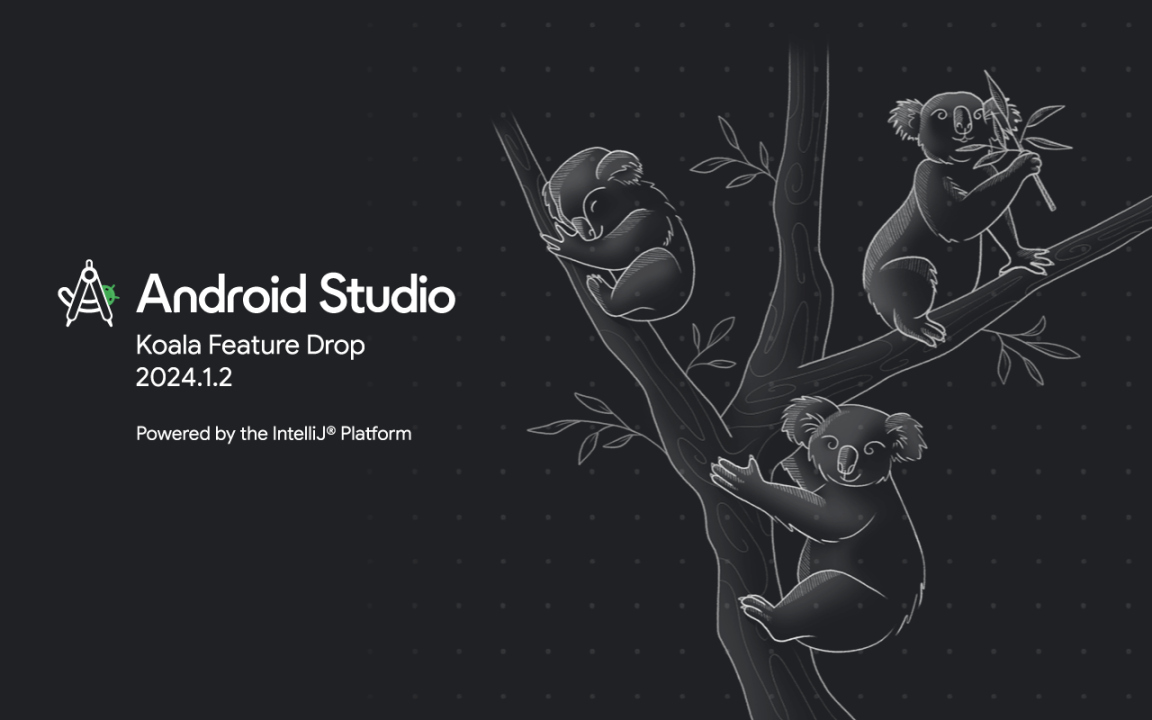 Android Studio
Koala Feature Drop
2024.1.2
Powered by the IntelliJ® Platform